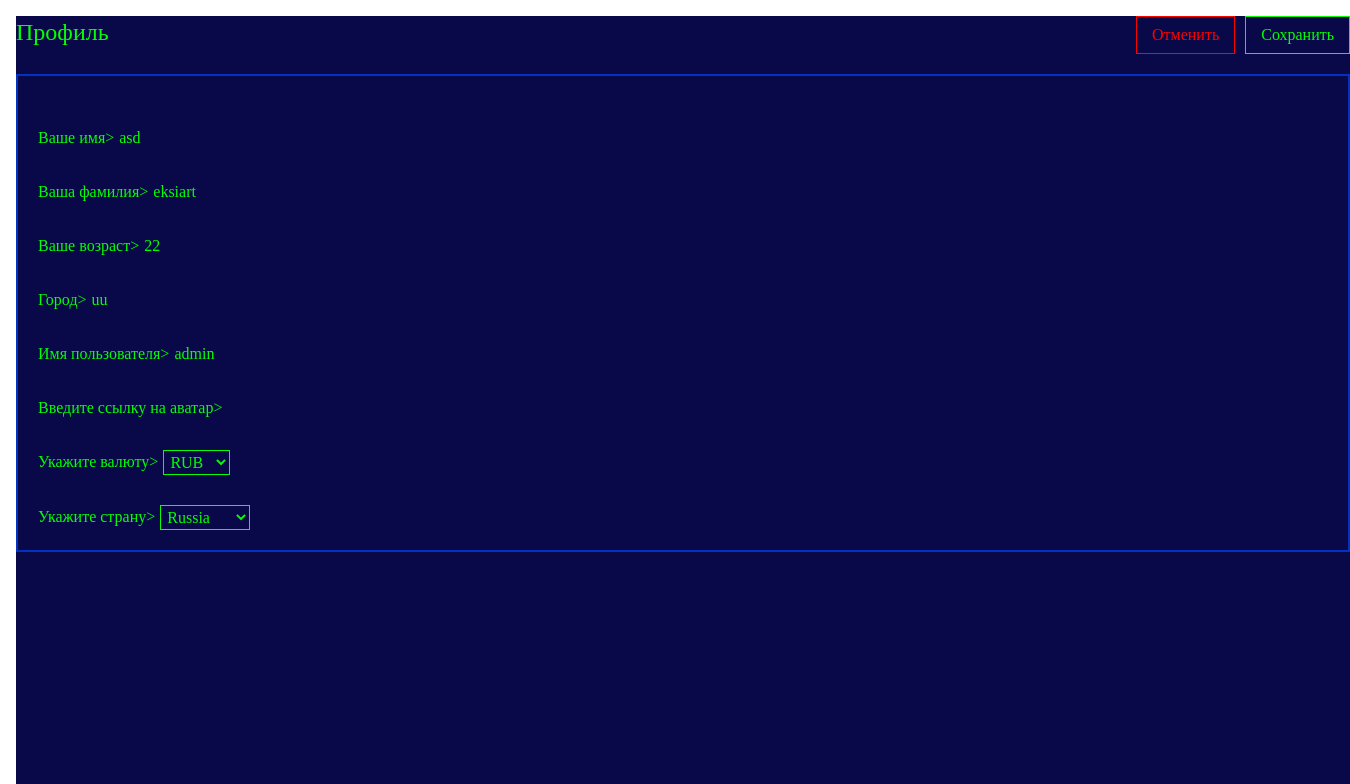 Профиль
Отменить
Сохранить
Ваше имя> asd
Ваша фамилия> eksiart
Ваше возраст> 22
Город> uu
Имя пользователя> admin
Введите ссылку на аватар>
Укажите валюту> RUB
Укажите страну> Russia